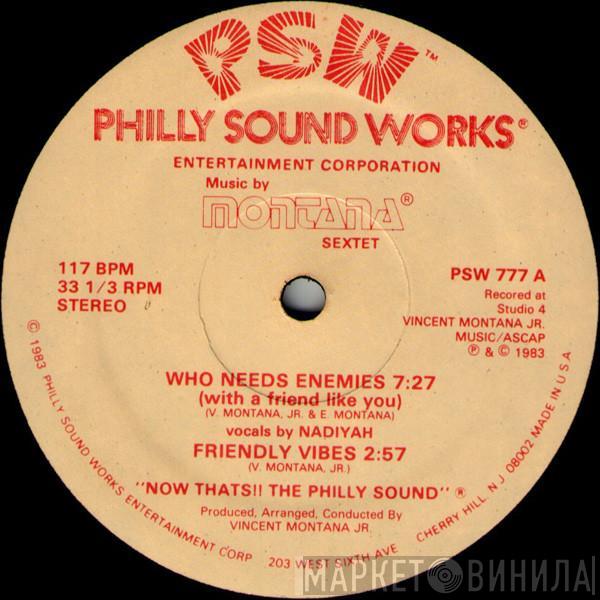 PSW™
PHILLY SOUND WORKS®
ENTERTAINMENT CORPORATION
Music by
MONTANA®
SEXTET
117 BPM
33 1/3 RPM
STEREO
PSW 777 A
Recored at
Studio 4
VINCENT MONTANA JR.
MUSIC/ASCAP
℗ & © 1983
WHO NEEDS ENEMIES 7:27
(with a friend like you)
(V. MONTANA, JR. & E. MONTANA)
vocals by NADIYAH
FRIENDLY VIBES 2:57
(V. MONTANA, JR.)
"NOW THATS!! THE PHILLY SOUND"®
Produced, Arranged, Conducted By
VINCENT MONTANA JR.
© 1983 PHILLY SOUND WORKS ENTERTAINMENT CORP 203 WEST SIXTH AVE CHERRY HILL, N J 08002 MADE IN U.S.A.
МАРКЕТ ВИНИЛА